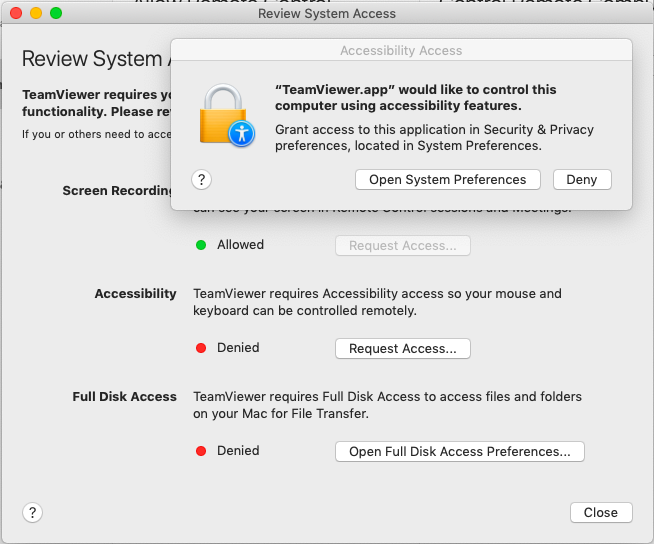 Review System Access
Review System
Accessibility Access
TeamViewer requires
functionality. Please
If you or others need to
“TeamViewer.app” would like to control this
computer using accessibility features.
Grant access to this application in Security & Privacy
preferences, located in System Preferences.
?
Open System Preferences
Deny
Screen Recording
can see your screen in Remote Control sessions and Meetings.
Allowed
Request Access...
Accessibility
TeamViewer requires Accessibility access so your mouse and
keyboard can be controlled remotely.
Denied
Request Access...
Full Disk Access
TeamViewer requires Full Disk Access to access files and folders
on your Mac for File Transfer.
Denied
Open Full Disk Access Preferences...
?
Close